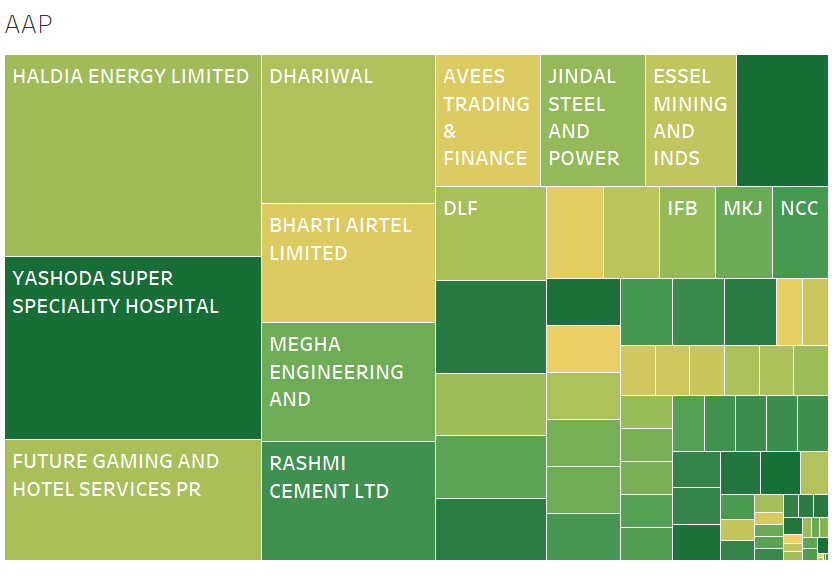 AAP
HALDIA ENERGY LIMITED
YASHODA SUPER
SPECIALITY HOSPITAL
FUTURE GAMING AND
HOTEL SERVICES PR
DHARIWAL
BHARTI AIRTEL
LIMITED
MEGHA
ENGINEERING
AND
RASHMI
CEMENT LTD
AVEES
TRADING
&
FINANCE
JINDAL
STEEL
AND
POWER
ESSEL
MINING
AND
INDS
DLF
IFB
MKJ
NCC